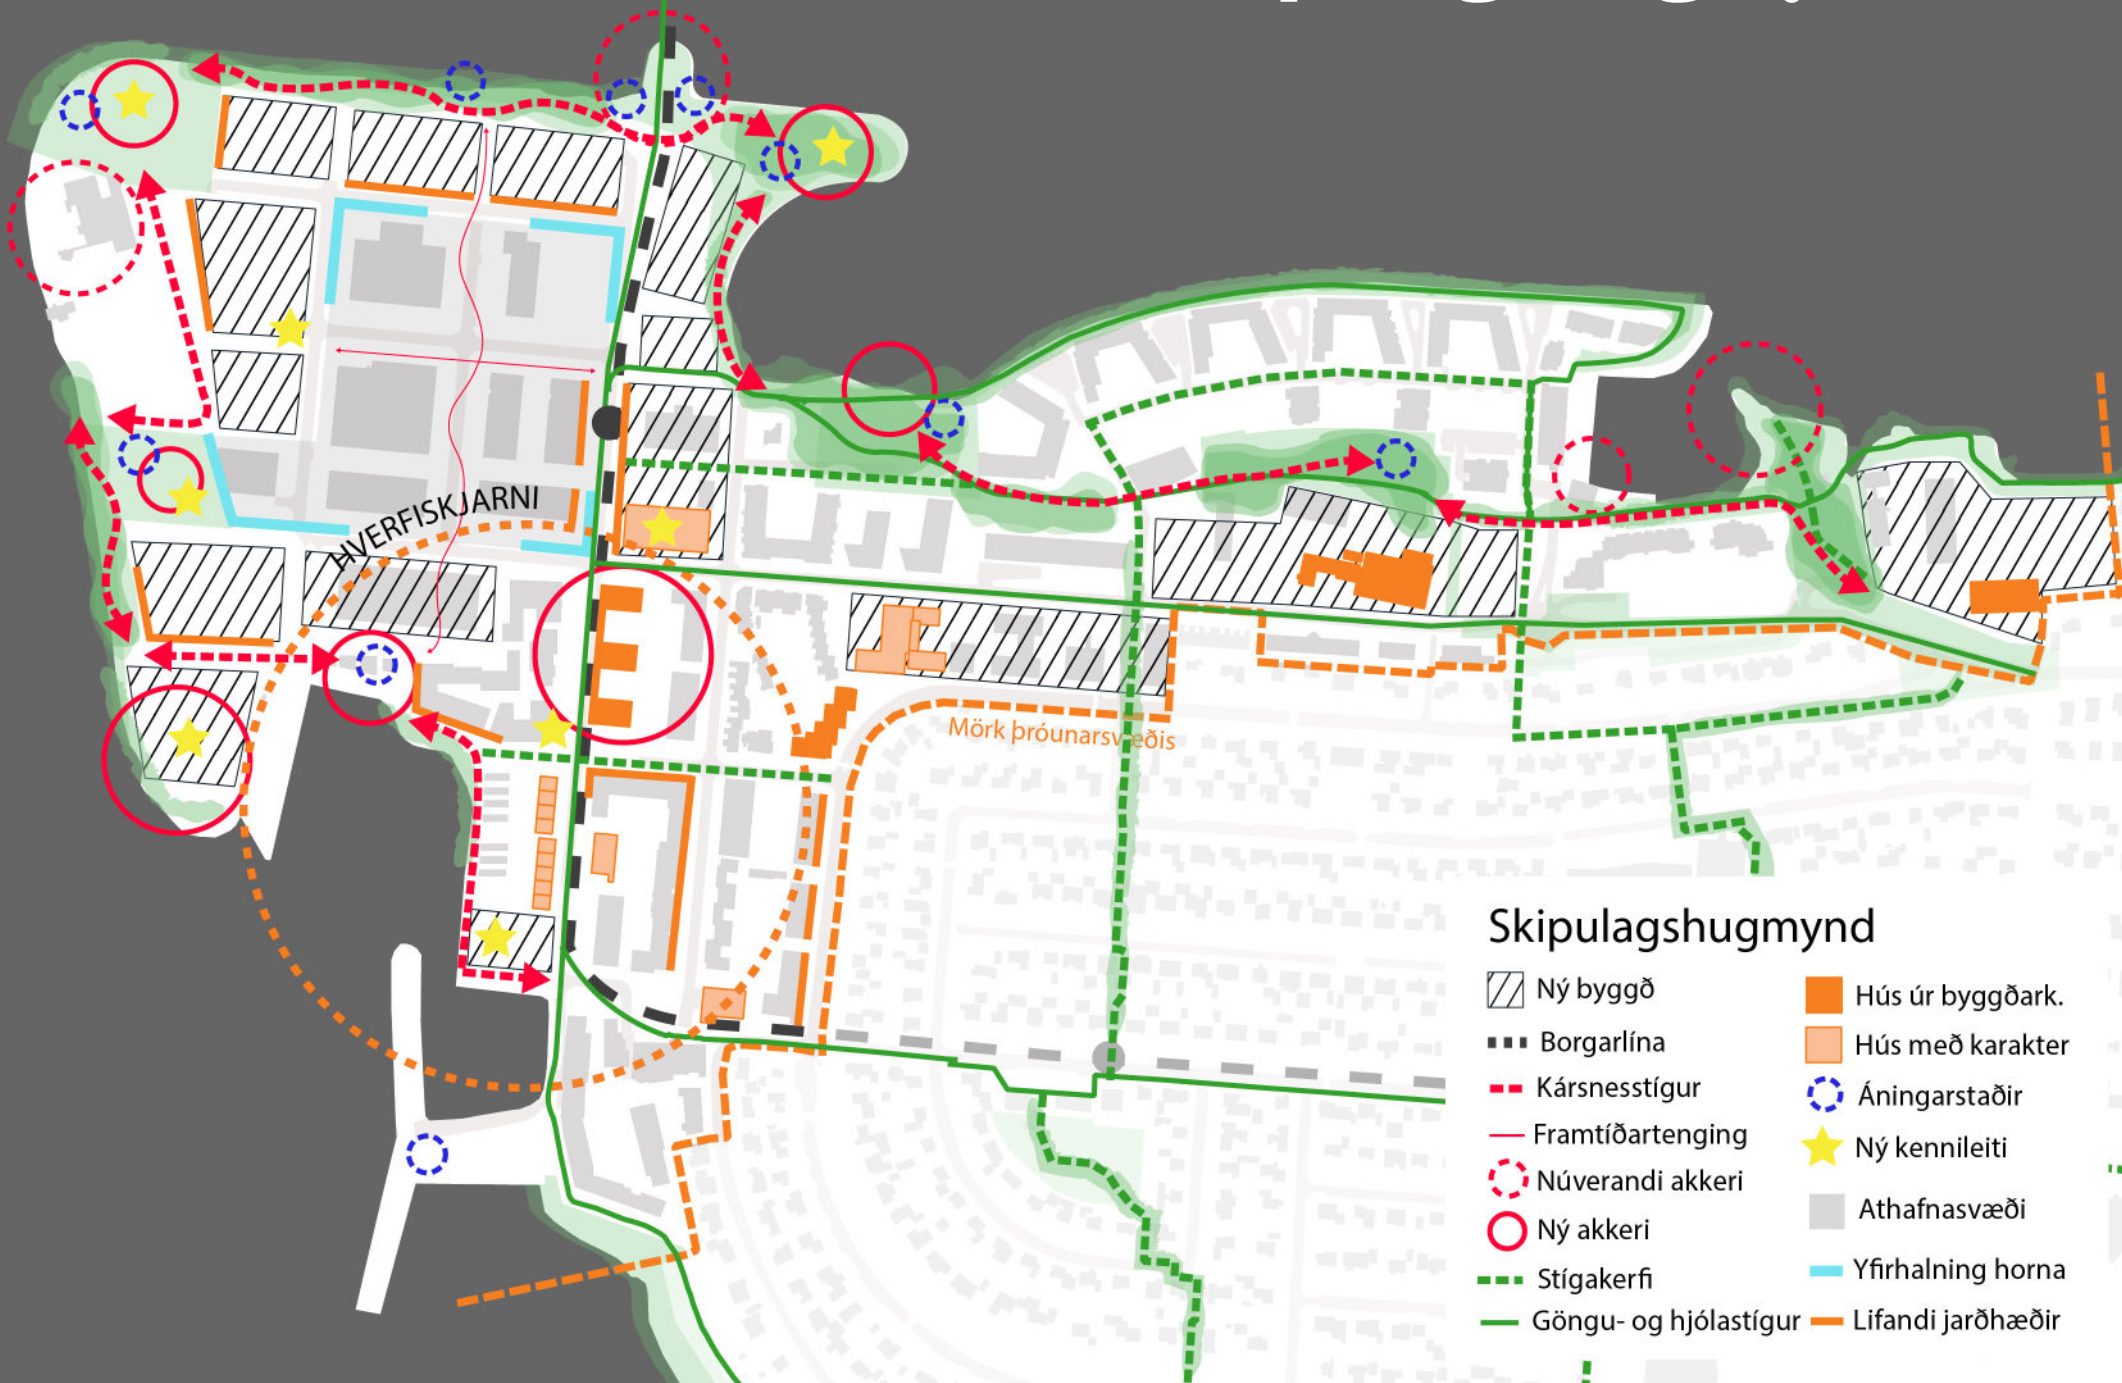 HVERFISKJARNI
Mörk þróunarsvæðis
Skipulagshugmynd
Ný byggð
Borgarlína
Kársnesstígur
Framtíðartenging
Núverandi akkeri
Ný akkeri
Stígakerfi
Göngu- og hjólastígur
Hús úr byggðark.
Hús með karakter
Áningarstaðir
Ný kennileiti
Athafnasvæði
Yfirhalning horna
Lifandi jarðhæðir